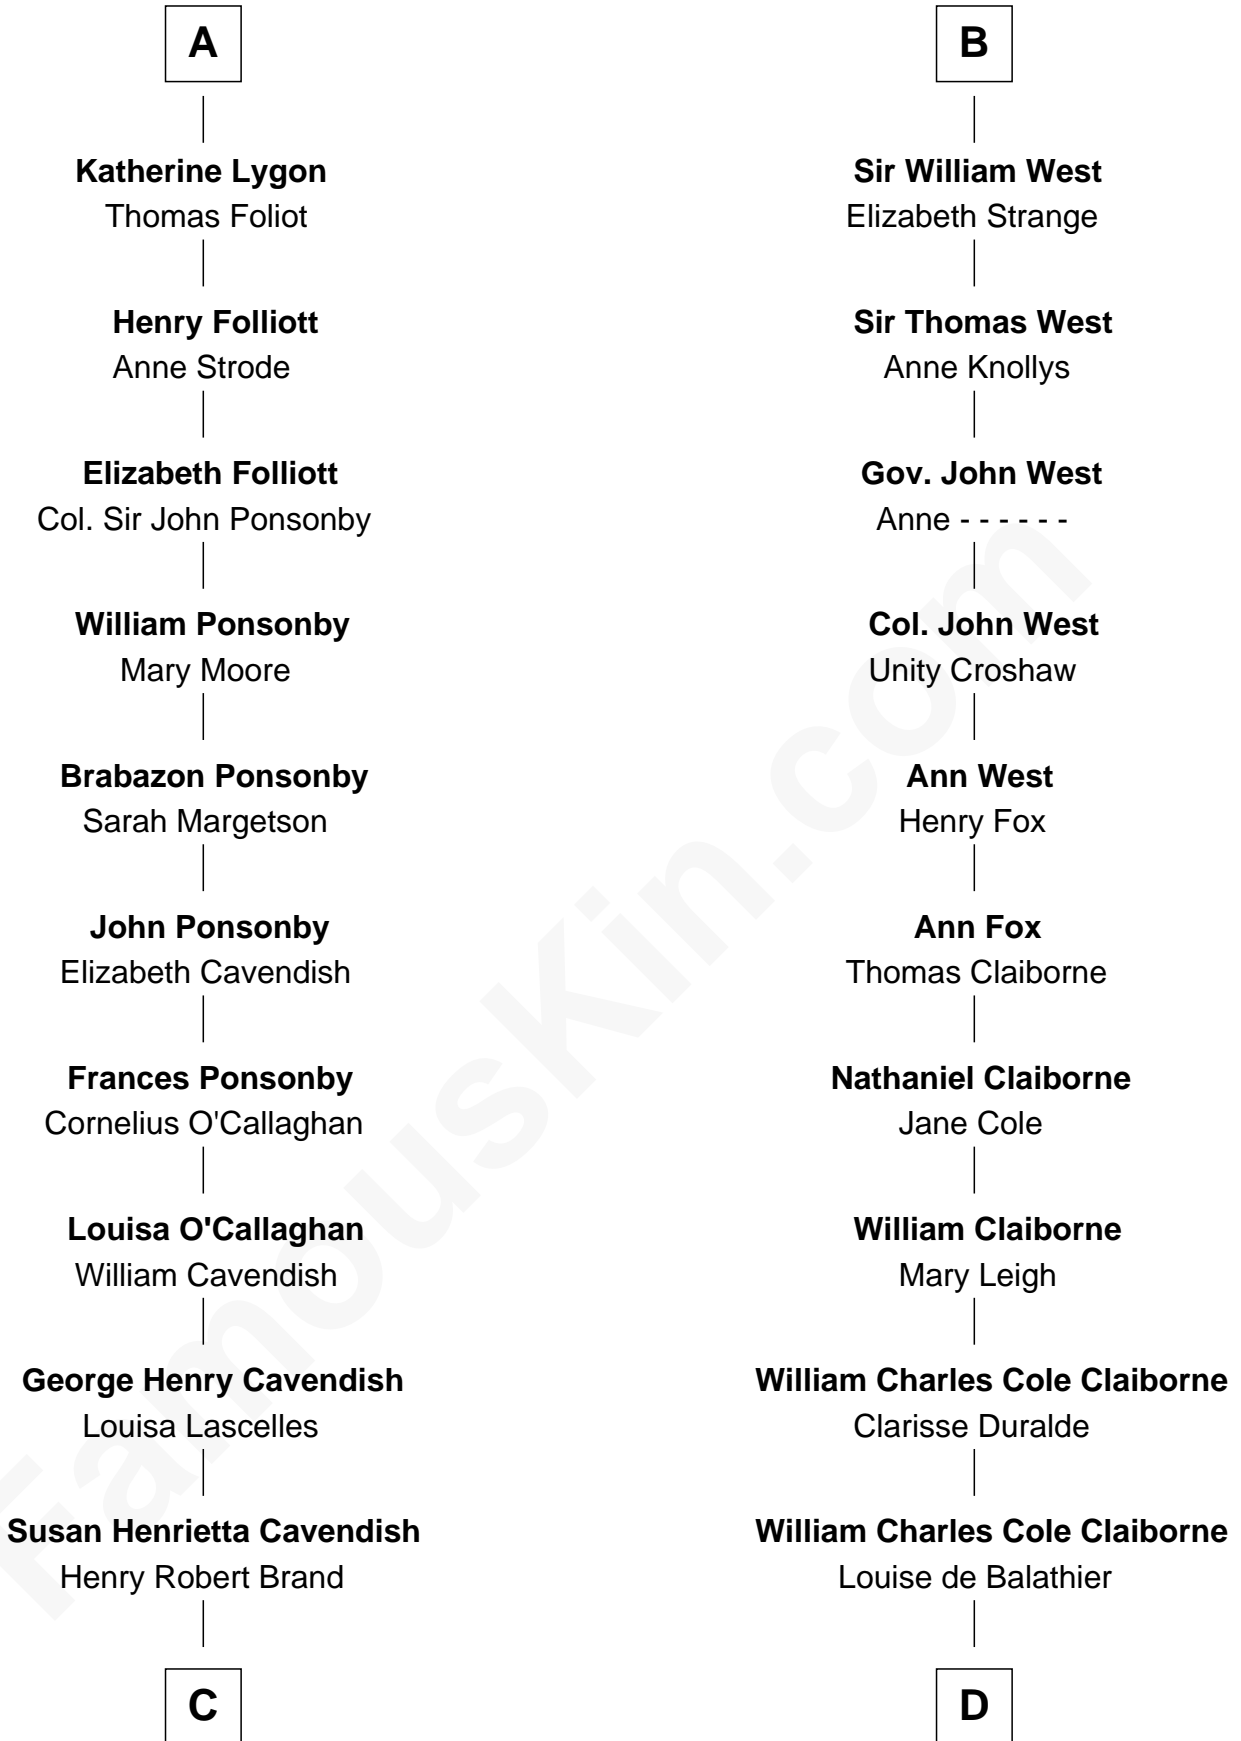 A
Katherine Lygon
Thomas Foliot
Henry Folliott
Anne Strode
Elizabeth Folliott
Col. Sir John Ponsonby
William Ponsonby
Mary Moore
Brabazon Ponsonby
Sarah Margetson
John Ponsonby
Elizabeth Cavendish
Frances Ponsonby
Cornelius O'Callaghan
Louisa O'Callaghan
William Cavendish
George Henry Cavendish
Louisa Lascelles
Susan Henrietta Cavendish
Henry Robert Brand
C
B
Sir William West
Elizabeth Strange
Sir Thomas West
Anne Knollys
Gov. John West
Anne - - - - - -
Col. John West
Unity Croshaw
Ann West
Henry Fox
Ann Fox
Thomas Claiborne
Nathaniel Claiborne
Jane Cole
William Claiborne
Mary Leigh
William Charles Cole Claiborne
Clarisse Duralde
William Charles Cole Claiborne
Louise de Balathier
D
FamousKin.com